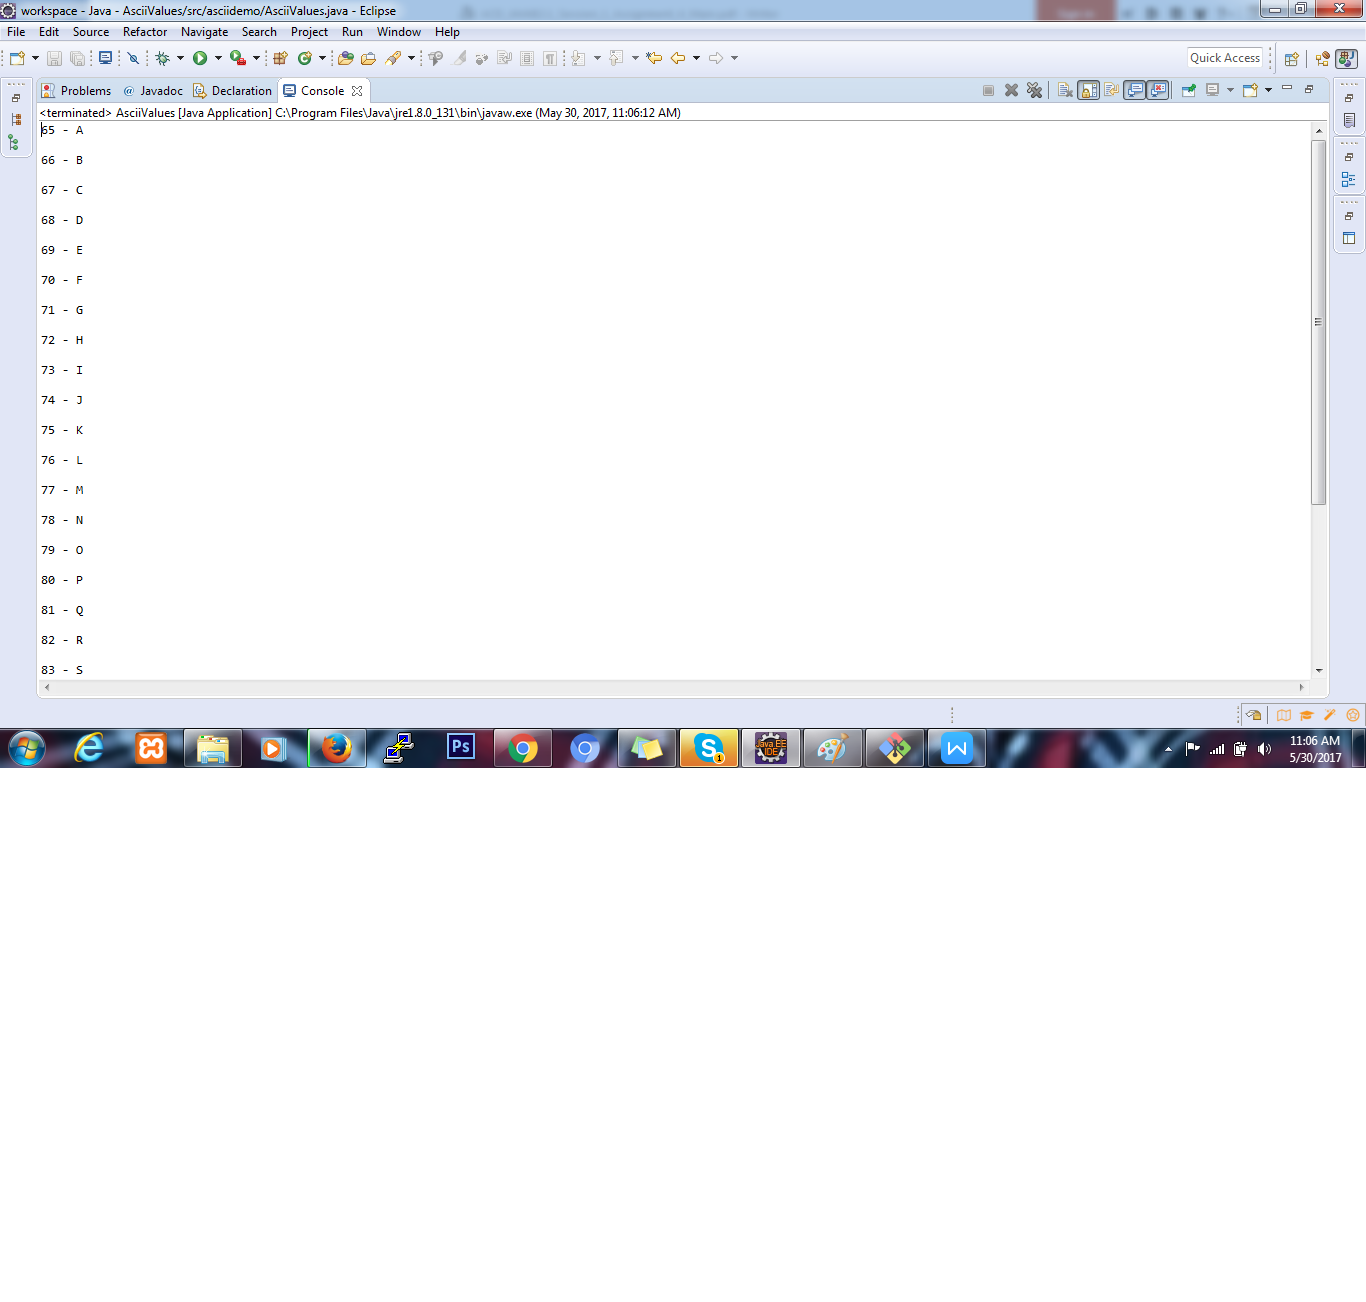 workspace - Java - AsciiValues/src/asciidemo/AsciiValues.java - Eclipse
File Edit Source Refactor Navigate Search Project Run Window Help
Quick Access
Problems @ Javadoc Declaration Console
<terminated> AsciiValues [Java Application] C:\Program Files\Java\jre1.8.0_131\bin\javaw.exe (May 30, 2017, 11:06:12 AM)
65 - A
66 - B
67 - C
68 - D
69 - E
70 - F
71 - G
72 - H
73 - I
74 - J
75 - K
76 - L
77 - M
78 - N
79 - O
80 - P
81 - Q
82 - R
83 - S
Ps
S
1
Java EE
IDE
W
11:06 AM
5/30/2017